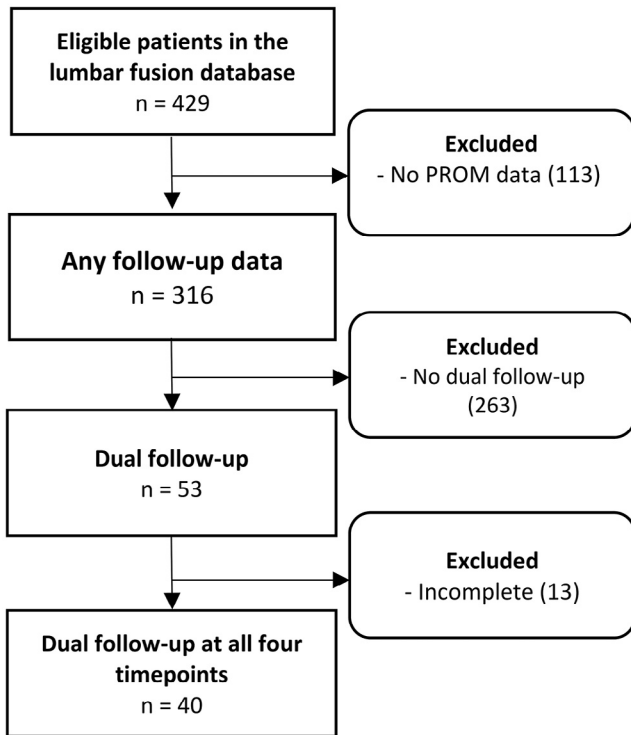 Eligible patients in the
lumbar fusion database
n = 429
Excluded
- No PROM data (113)
Any follow-up data
n = 316
Excluded
- No dual follow-up
(263)
Dual follow-up
n = 53
Excluded
- Incomplete (13)
Dual follow-up at all four
timepoints
n = 40